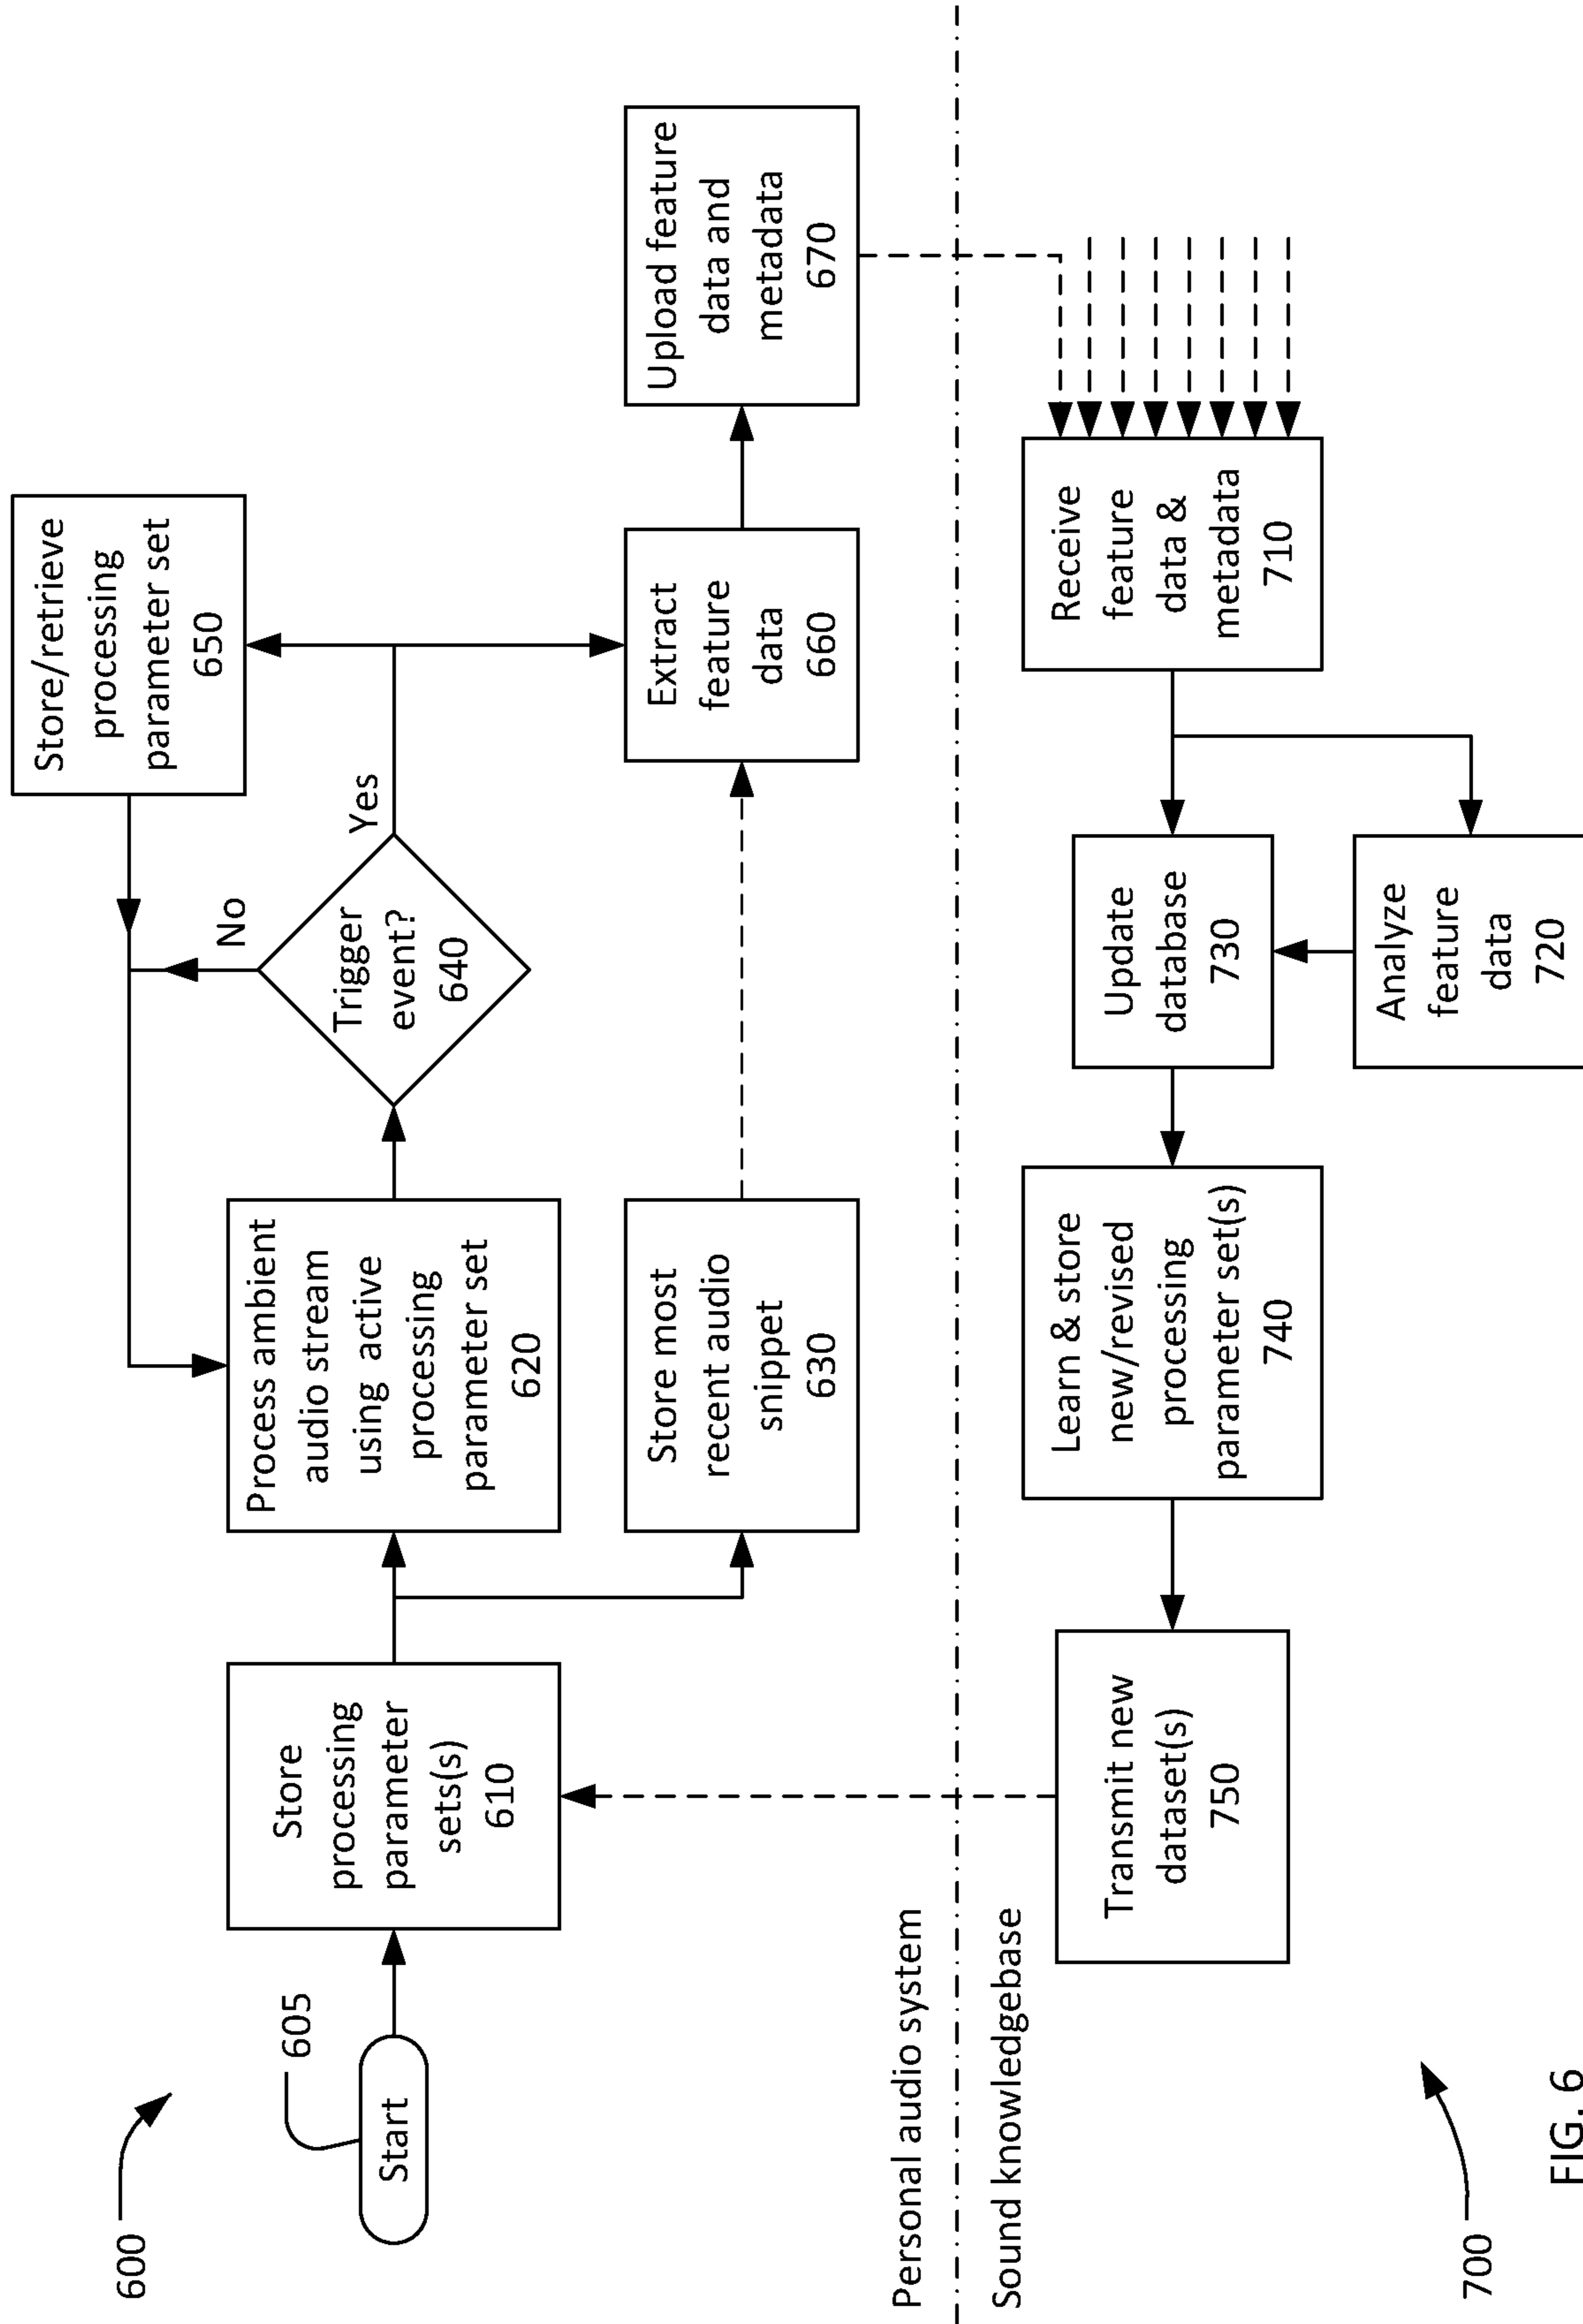 600
605
Start
Store
processing
parameter
sets(s)
610
Process ambient
audio stream
using active
processing
parameter set
620
Store most
recent audio
snippet
630
Trigger
event?
640
No
Yes
Store/retrieve
processing
parameter set
650
Extract
feature
data
660
Upload feature
data and
metadata
670
Personal audio system
Sound knowledgebase
Receive
feature
data &
metadata
710
Analyze
feature
data
720
Update
database
730
Learn & store
new/revised
processing
parameter set(s)
740
Transmit new
dataset(s)
750
700
FIG. 6